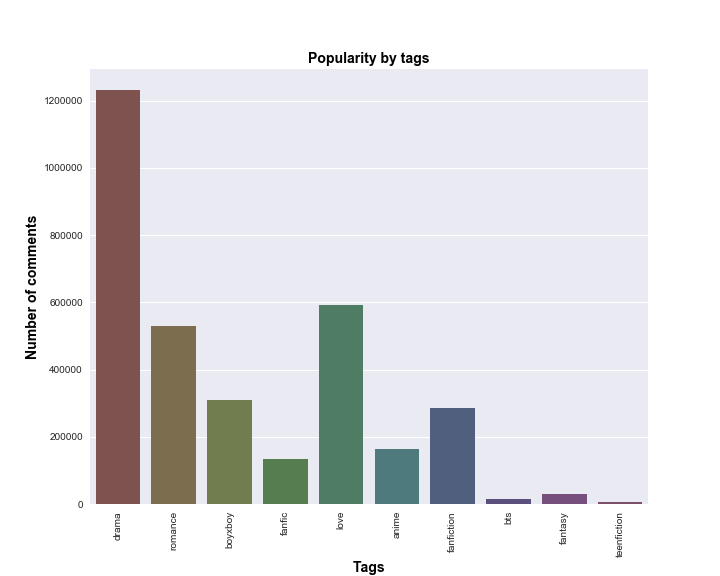 Popularity by tags
Number of comments
1200000
1000000
800000
600000
400000
200000
0
drama
romance
boyxboy
fanfic
love
anime
fanfiction
bts
fantasy
teenfiction
Tags